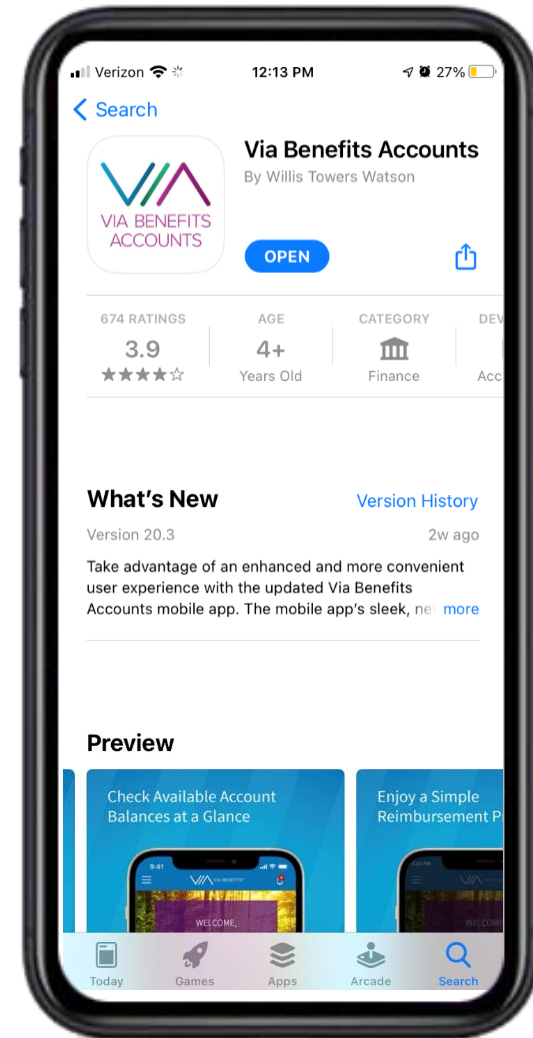 Verizon 12:13 PM 27%
Search
Via Benefits Accounts
By Willis Towers Watson
VIA BENEFITS
ACCOUNTS
OPEN
674 RATINGS AGE CATEGORY DEV
3.9 4+
Years Old Finance Acc
What's New Version History
Version 20.3 2w ago
Take advantage of an enhanced and more convenient
user experience with the updated Via Benefits
Accounts mobile app. The mobile app's sleek, ne more
Preview
Check Available Account
Balances at a Glance
Enjoy a Simple
Reimbursement P
9:41
VIA BENEFITS
WELCOME,
WELCOME
Today Games Apps Arcade Search